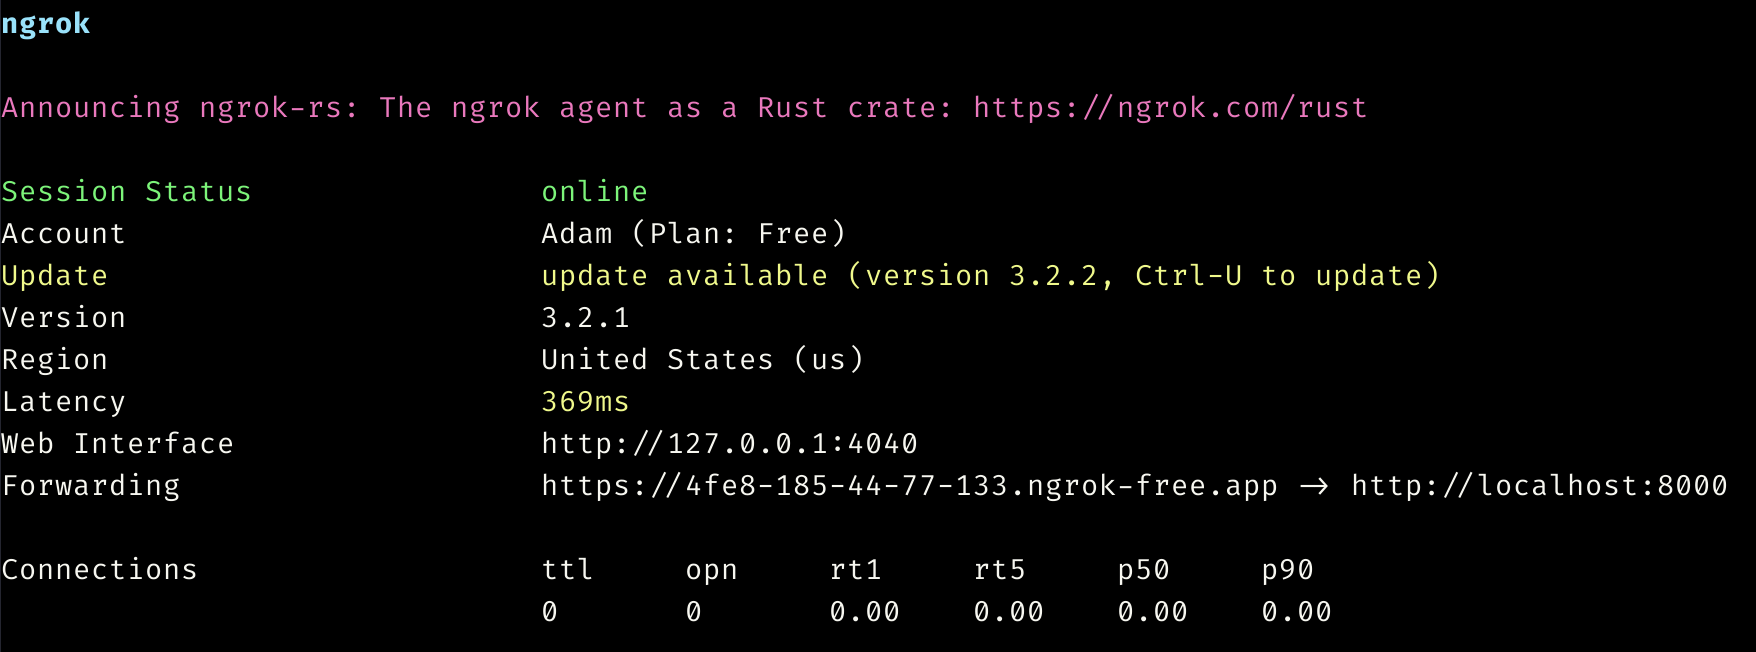 ngrok
Announcing ngrok-rs: The ngrok agent as a Rust crate: https://ngrok.com/rust
Session Status online
Account Adam (Plan: Free)
Update update available (version 3.2.2, Ctrl-U to update)
Version 3.2.1
Region United States (us)
Latency 369ms
Web Interface http://127.0.0.1:4040
Forwarding https://4fe8-185-44-77-133.ngrok-free.app -> http://localhost:8000
Connections ttl opn rt1 rt5 p50 p90
0 0 0.00 0.00 0.00 0.00